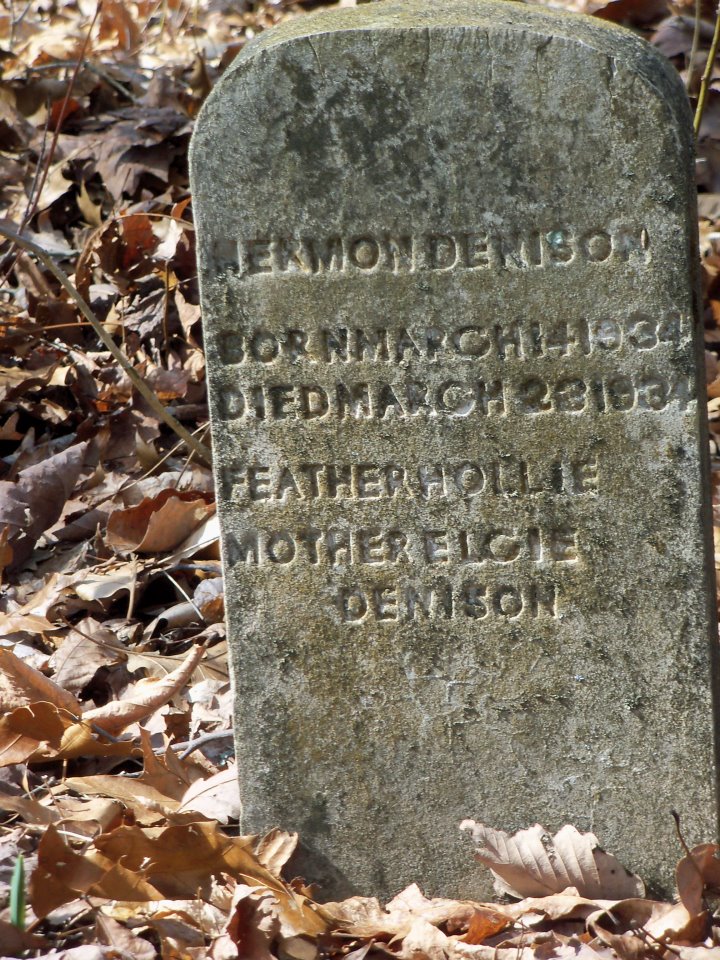 HERMON DENISON
BORN MARCH 14 1934
DIED MARCH 23 1934
FEATHER HOLLIE
MOTHER ELCIE
DENISON